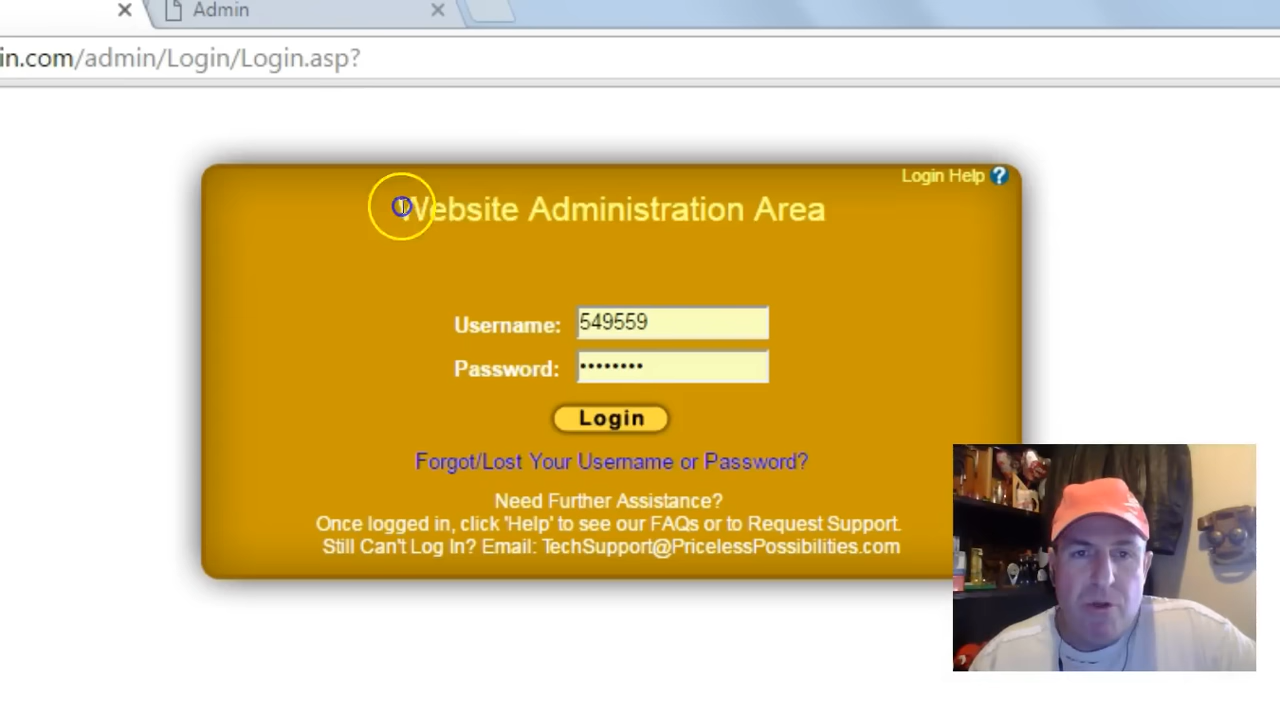 Admin
in.com/admin/Login/Login.asp?
Login Help ?
Website Administration Area
Username: 549559
Password: ••••••••
Login
Forgot/Lost Your Username or Password?
Need Further Assistance?
Once logged in, click 'Help' to see our FAQs or to Request Support.
Still Can't Log In? Email: TechSupport@PricelessPossibilities.com